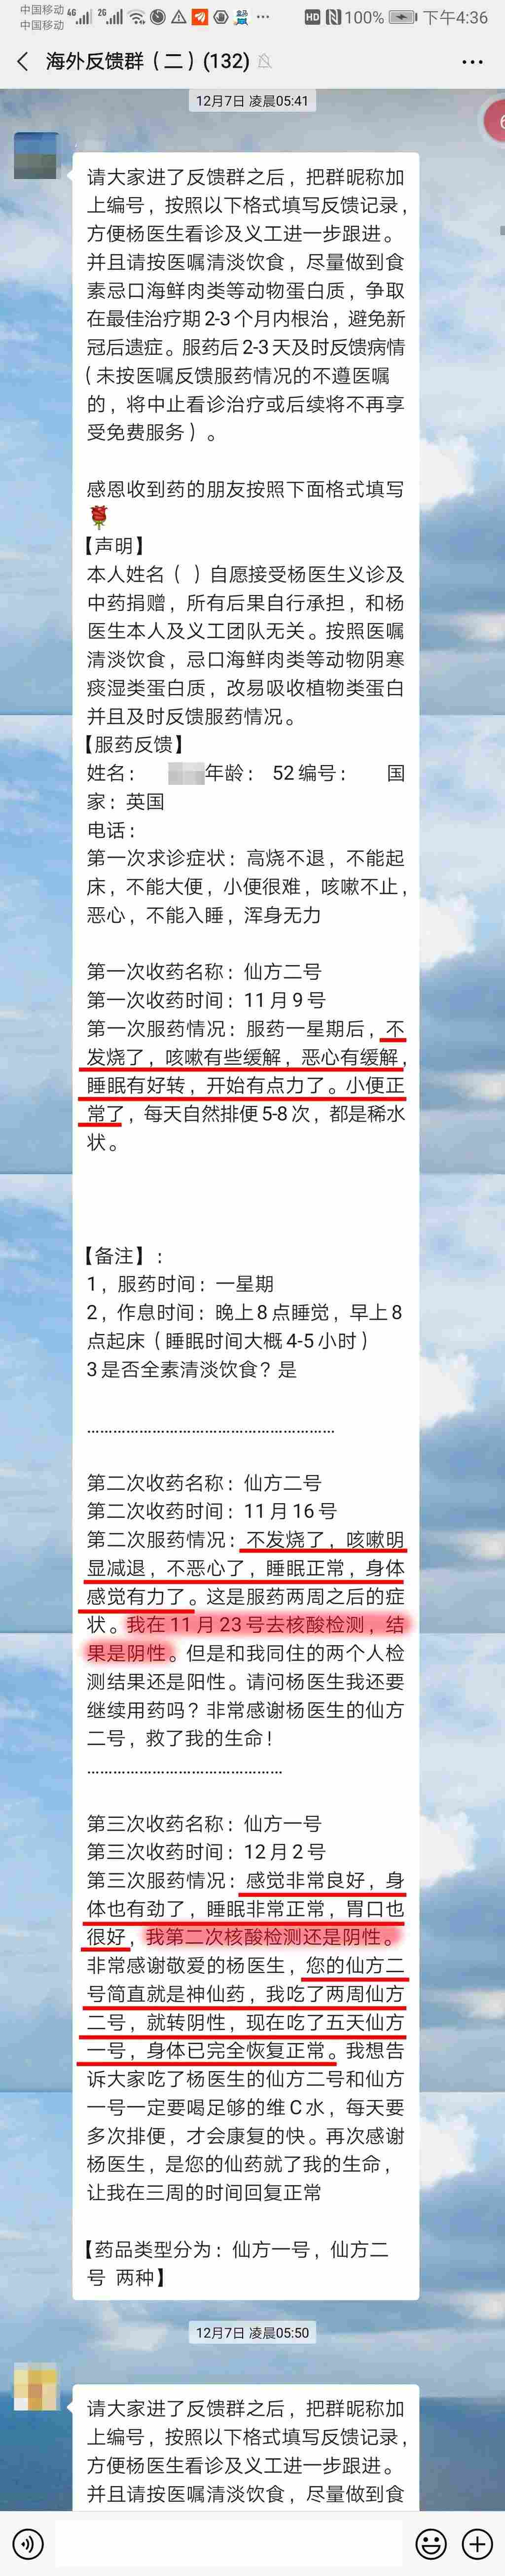 中国移动 4G 2G HD 100% 下午4:36
中国移动
海外反馈群（二）(132)
12月7日 凌晨05:41
6
请大家进了反馈群之后，把群昵称加
上编号，按照以下格式填写反馈记录，
方便杨医生看诊及义工进一步跟进。
并且请按医嘱清淡饮食，尽量做到食
素忌口海鲜肉类等动物蛋白质，争取
在最佳治疗期2-3个月内根治，避免新
冠后遗症。服药后2-3天及时反馈病情
（未按医嘱反馈服药情况的不遵医嘱
的，将中止看诊治疗或后续将不再享
受免费服务）。
感恩收到药的朋友按照下面格式填写
🌹
【声明】
本人姓名（ ）自愿接受杨医生义诊及
中药捐赠，所有后果自行承担，和杨
医生本人及义工团队无关。按照医嘱
清淡饮食，忌口海鲜肉类等动物阴寒
痰湿类蛋白质，改易吸收植物类蛋白
并且及时反馈服药情况。
【服药反馈】
姓名： 年龄： 52 编号： 国
家：英国
电话：
第一次求诊症状：高烧不退，不能起
床，不能大便，小便很难，咳嗽不止，
恶心，不能入睡，浑身无力
第一次收药名称：仙方二号
第一次收药时间：11月9号
第一次服药情况：服药一星期后，不
发烧了，咳嗽有些缓解，恶心有缓解，
睡眠有好转，开始有点力了。小便正
常了，每天自然排便5-8次，都是稀水
状。
【备注】：
1，服药时间：一星期
2，作息时间：晚上8点睡觉，早上8
点起床（睡眠时间大概4-5小时）
3是否全素清淡饮食？是
……………………………………………
第二次收药名称：仙方二号
第二次收药时间：11月16号
第二次服药情况：不发烧了，咳嗽明
显减退，不恶心了，睡眠正常，身体
感觉有力了。这是服药两周之后的症
状。我在11月23号去核酸检测，结
果是阴性。但是和我同住的两个人检
测结果还是阳性。请问杨医生我还要
继续用药吗？非常感谢杨医生的仙方
二号，救了我的生命！
……………………………………
第三次收药名称：仙方一号
第三次收药时间：12月2号
第三次服药情况：感觉非常良好，身
体也有劲了，睡眠非常正常，胃口也
很好，我第二次核酸检测还是阴性。
非常感谢敬爱的杨医生，您的仙方二
号简直就是神仙药，我吃了两周仙方
二号，就转阴性，现在吃了五天仙方
一号，身体已完全恢复正常。我想告
诉大家吃了杨医生的仙方二号和仙方
一号一定要喝足够的维C水，每天要
多次排便，才会康复的快。再次感谢
杨医生，是您的仙药就了我的生命，
让我在三周的时间回复正常
【药品类型分为：仙方一号，仙方二
号 两种】
12月7日 凌晨05:50
请大家进了反馈群之后，把群昵称加
上编号，按照以下格式填写反馈记录，
方便杨医生看诊及义工进一步跟进。
并且请按医嘱清淡饮食，尽量做到食